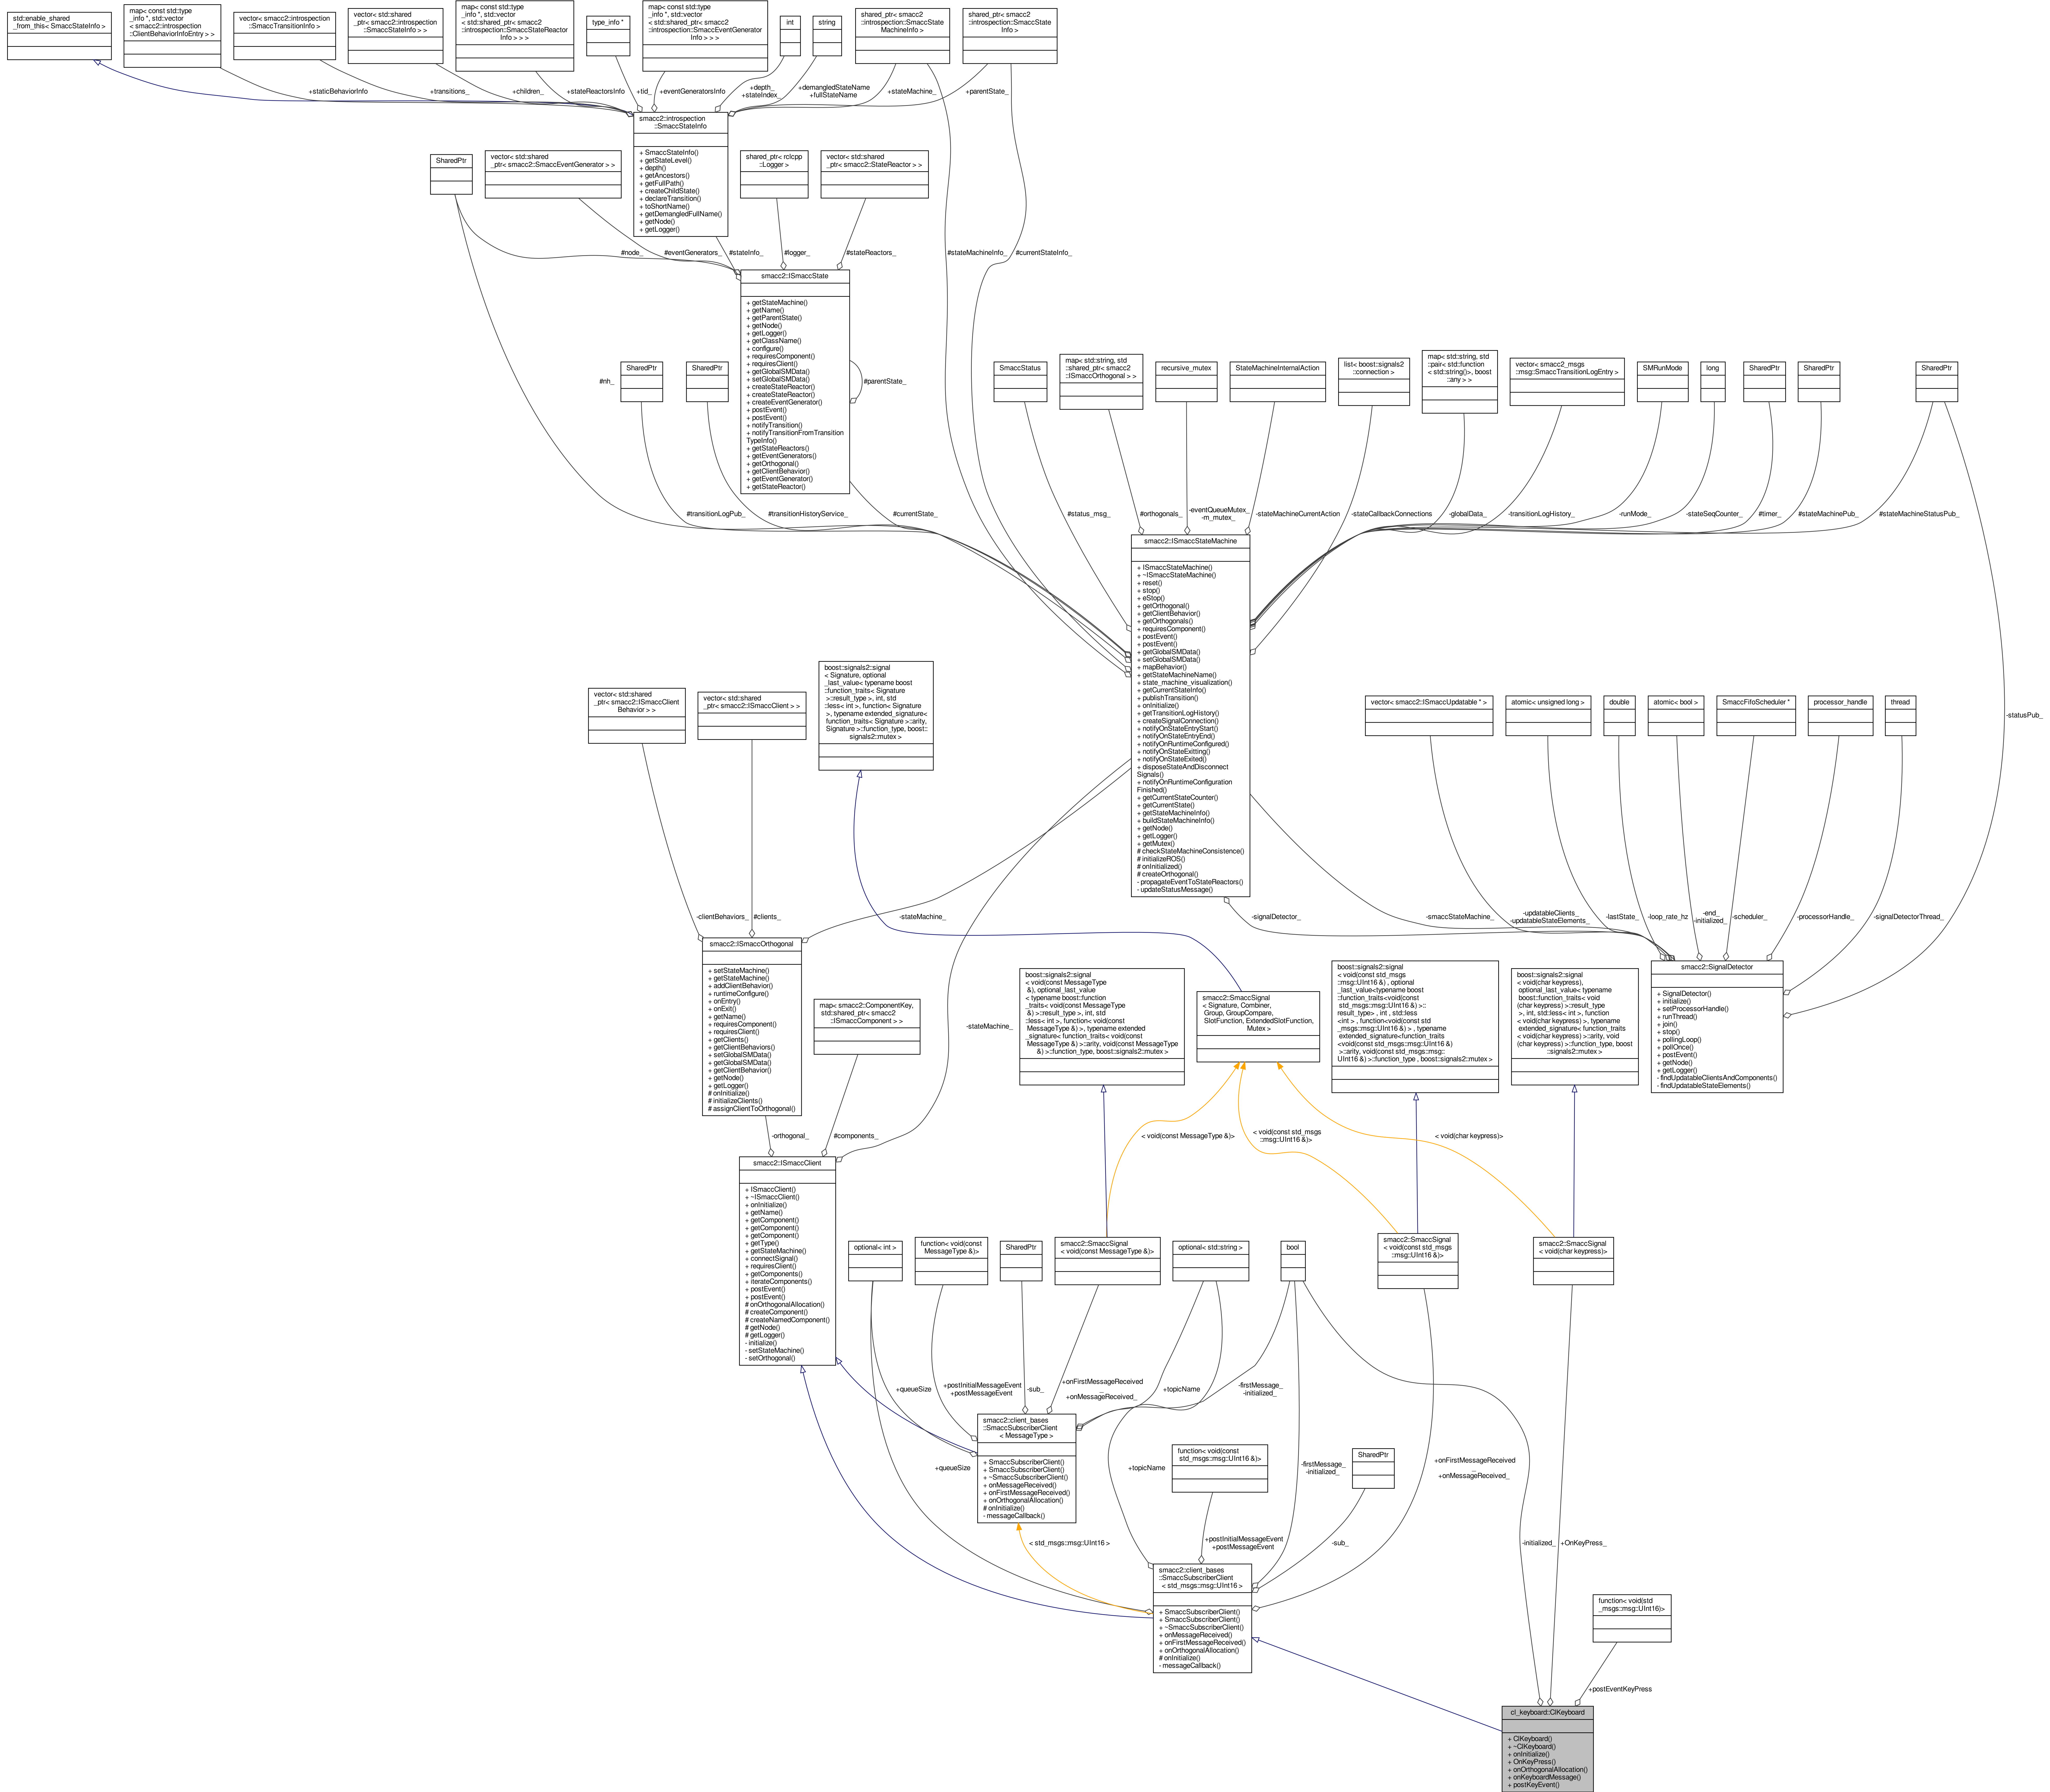 std::enable_shared
_from_this< SmaccStateInfo >
map< const std::type
_info *, std::vector
< smacc2::introspection
::ClientBehaviorInfoEntry > >
vector< smacc2::introspection
::SmaccTransitionInfo >
vector< std::shared
_ptr< smacc2::introspection
::SmaccStateInfo > >
map< const std::type
_info *, std::vector
< std::shared_ptr< smacc2
::introspection::SmaccStateReactor
Info > > >
type_info *
map< const std::type
_info *, std::vector
< std::shared_ptr< smacc2
::introspection::SmaccEventGenerator
Info > > >
int
string
shared_ptr< smacc2
::introspection::SmaccState
MachineInfo >
shared_ptr< smacc2
::introspection::SmaccState
Info >
+staticBehaviorInfo
+transitions_
+children_
+stateReactorsInfo
+tid_
+eventGeneratorsInfo
+depth_
+stateIndex_
+demangledStateName
+fullStateName
+stateMachine_
+parentState_
smacc2::introspection
::SmaccStateInfo
+ SmaccStateInfo()
+ getStateLevel()
+ depth()
+ getAncestors()
+ getFullPath()
+ createChildState()
+ declareTransition()
+ toShortName()
+ getDemangledFullName()
+ getNode()
+ getLogger()
SharedPtr
vector< std::shared
_ptr< smacc2::SmaccEventGenerator > >
shared_ptr< rclcpp
::Logger >
vector< std::shared
_ptr< smacc2::StateReactor > >
#node_
#eventGenerators_
#stateInfo_
#logger_
#stateReactors_
#stateMachineInfo_
#currentStateInfo_
smacc2::ISmaccState
+ getStateMachine()
+ getName()
+ getParentState()
+ getNode()
+ getLogger()
+ getClassName()
+ configure()
+ requiresComponent()
+ requiresClient()
+ getGlobalSMData()
+ setGlobalSMData()
+ createStateReactor()
+ createStateReactor()
+ createEventGenerator()
+ postEvent()
+ postEvent()
+ notifyTransition()
+ notifyTransitionFromTransition
TypeInfo()
+ getStateReactors()
+ getEventGenerators()
+ getOrthogonal()
+ getClientBehavior()
+ getEventGenerator()
+ getStateReactor()
#parentState_
#nh_
SharedPtr
SharedPtr
SmaccStatus
map< std::string, std
::shared_ptr< smacc2
::ISmaccOrthogonal > >
recursive_mutex
StateMachineInternalAction
list< boost::signals2
::connection >
map< std::string, std
::pair< std::function
< std::string()>, boost
::any > >
vector< smacc2_msgs
::msg::SmaccTransitionLogEntry >
SMRunMode
long
SharedPtr
SharedPtr
SharedPtr
#transitionLogPub_
#transitionHistoryService_
#currentState_
#status_msg_
#orthogonals_
-eventQueueMutex_
-m_mutex_
-stateMachineCurrentAction
-stateCallbackConnections
-globalData_
-transitionLogHistory_
-runMode_
-stateSeqCounter_
#timer_
#stateMachinePub_
#stateMachineStatusPub_
smacc2::ISmaccStateMachine
+ ISmaccStateMachine()
+ ~ISmaccStateMachine()
+ reset()
+ stop()
+ eStop()
+ getOrthogonal()
+ getClientBehavior()
+ getOrthogonals()
+ requiresComponent()
+ postEvent()
+ postEvent()
+ getGlobalSMData()
+ setGlobalSMData()
+ mapBehavior()
+ getStateMachineName()
+ state_machine_visualization()
+ getCurrentStateInfo()
+ publishTransition()
+ onInitialize()
+ getTransitionLogHistory()
+ createSignalConnection()
+ notifyOnStateEntryStart()
+ notifyOnStateEntryEnd()
+ notifyOnRuntimeConfigured()
+ notifyOnStateExitting()
+ notifyOnStateExited()
+ disposeStateAndDisconnect
Signals()
+ notifyOnRuntimeConfiguration
Finished()
+ getCurrentStateCounter()
+ getCurrentState()
+ getStateMachineInfo()
+ buildStateMachineInfo()
+ getNode()
+ getLogger()
+ getMutex()
# checkStateMachineConsistence()
# initializeROS()
# onInitialized()
# createOrthogonal()
- propagateEventToStateReactors()
- updateStatusMessage()
boost::signals2::signal
< Signature, optional
_last_value< typename boost
::function_traits< Signature
>::result_type >, int, std
::less< int >, function< Signature
>, typename extended_signature<
function_traits< Signature >::arity,
Signature >::function_type, boost::
signals2::mutex >
vector< std::shared
_ptr< smacc2::ISmaccClient
Behavior > >
vector< std::shared
_ptr< smacc2::ISmaccClient > >
vector< smacc2::ISmaccUpdatable * >
atomic< unsigned long >
double
atomic< bool >
SmaccFifoScheduler *
processor_handle
thread
-statusPub_
-clientBehaviors_
#clients_
-stateMachine_
-signalDetector_
-smaccStateMachine_
-updatableClients_
-updatableStateElements_
-lastState_
-loop_rate_hz
-end_
-initialized_
-scheduler_
-processorHandle_
-signalDetectorThread_
smacc2::ISmaccOrthogonal
+ setStateMachine()
+ getStateMachine()
+ addClientBehavior()
+ runtimeConfigure()
+ onEntry()
+ onExit()
+ getName()
+ requiresComponent()
+ requiresClient()
+ getClients()
+ getClientBehaviors()
+ setGlobalSMData()
+ getGlobalSMData()
+ getClientBehavior()
+ getNode()
+ getLogger()
# onInitialize()
# initializeClients()
# assignClientToOrthogonal()
map< smacc2::ComponentKey,
std::shared_ptr< smacc2
::ISmaccComponent > >
-stateMachine_
boost::signals2::signal
< void(const MessageType
&), optional_last_value
< typename boost::function
_traits< void(const MessageType
&) >::result_type >, int, std
::less< int >, function< void(const
MessageType &) >, typename extended
_signature< function_traits< void(const
MessageType &) >::arity, void(const MessageType
&) >::function_type, boost::signals2::mutex >
smacc2::SmaccSignal
< Signature, Combiner,
Group, GroupCompare,
SlotFunction, ExtendedSlotFunction,
Mutex >
boost::signals2::signal
< void(const std_msgs
::msg::UInt16 &) , optional
_last_value<typename boost
::function_traits<void(const
std_msgs::msg::UInt16 &) >::
result_type> , int , std::less
<int > , function<void(const std
_msgs::msg::UInt16 &) > , typename
extended_signature<function_traits
<void(const std_msgs::msg::UInt16 &)
>::arity, void(const std_msgs::msg::
UInt16 &) >::function_type , boost::signals2::mutex >
boost::signals2::signal
< void(char keypress),
optional_last_value< typename
boost::function_traits< void
(char keypress) >::result_type
>, int, std::less< int >, function
< void(char keypress) >, typename
extended_signature< function_traits
< void(char keypress) >::arity, void
(char keypress) >::function_type, boost
::signals2::mutex >
smacc2::SignalDetector
+ SignalDetector()
+ initialize()
+ setProcessorHandle()
+ runThread()
+ join()
+ stop()
+ pollingLoop()
+ pollOnce()
+ postEvent()
+ getNode()
+ getLogger()
- findUpdatableClientsAndComponents()
- findUpdatableStateElements()
-orthogonal_
#components_
< void(const MessageType &)>
< void(const std_msgs
::msg::UInt16 &)>
< void(char keypress)>
smacc2::ISmaccClient
+ ISmaccClient()
+ ~ISmaccClient()
+ onInitialize()
+ getName()
+ getComponent()
+ getComponent()
+ getComponent()
+ getType()
+ getStateMachine()
+ connectSignal()
+ requiresClient()
+ getComponents()
+ iterateComponents()
+ postEvent()
+ postEvent()
# onOrthogonalAllocation()
# createComponent()
# createNamedComponent()
# getNode()
# getLogger()
- initialize()
- setStateMachine()
- setOrthogonal()
optional< int >
function< void(const
MessageType &)>
SharedPtr
smacc2::SmaccSignal
< void(const MessageType &)>
optional< std::string >
bool
smacc2::SmaccSignal
< void(const std_msgs
::msg::UInt16 &)>
smacc2::SmaccSignal
< void(char keypress)>
+queueSize
+postInitialMessageEvent
+postMessageEvent
-sub_
+onFirstMessageReceived
_
+onMessageReceived_
+topicName
-firstMessage_
-initialized_
smacc2::client_bases
::SmaccSubscriberClient
< MessageType >
+ SmaccSubscriberClient()
+ SmaccSubscriberClient()
+ ~SmaccSubscriberClient()
+ onMessageReceived()
+ onFirstMessageReceived()
+ onOrthogonalAllocation()
# onInitialize()
- messageCallback()
+queueSize
+topicName
function< void(const
std_msgs::msg::UInt16 &)>
-firstMessage_
-initialized_
SharedPtr
+onFirstMessageReceived
_
+onMessageReceived_
< std_msgs::msg::UInt16 >
+postInitialMessageEvent
+postMessageEvent
-sub_
-initialized_
+OnKeyPress_
smacc2::client_bases
::SmaccSubscriberClient
< std_msgs::msg::UInt16 >
+ SmaccSubscriberClient()
+ SmaccSubscriberClient()
+ ~SmaccSubscriberClient()
+ onMessageReceived()
+ onFirstMessageReceived()
+ onOrthogonalAllocation()
# onInitialize()
- messageCallback()
function< void(std
_msgs::msg::UInt16)>
+postEventKeyPress
cl_keyboard::ClKeyboard
+ ClKeyboard()
+ ~ClKeyboard()
+ onInitialize()
+ OnKeyPress()
+ onOrthogonalAllocation()
+ onKeyboardMessage()
+ postKeyEvent()